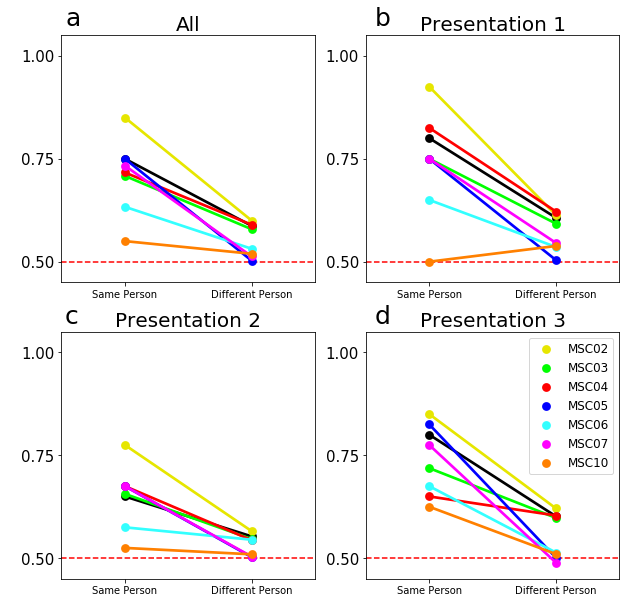 a
All
1.00
0.75
0.50
Same Person
Different Person
b
Presentation 1
1.00
0.75
0.50
Same Person
Different Person
c
Presentation 2
1.00
0.75
0.50
Same Person
Different Person
d
Presentation 3
1.00
0.75
0.50
Same Person
Different Person
MSC02
MSC03
MSC04
MSC05
MSC06
MSC07
MSC10